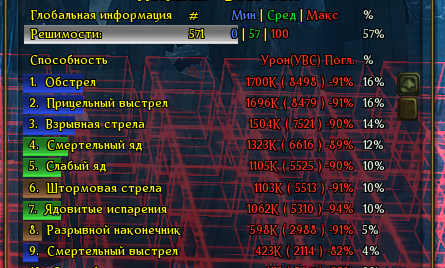 Глобальная информация # Мин | Сред | Макс %
Решимости: 571 0 | 57 | 100 57%
Способность Урон(УВС) Погл. %
1. Обстрел 1700K ( 8498 ) -91% 16%
2. Прицельный выстрел 1696K ( 8479 ) -91% 16%
3. Взрывная стрела 1504K ( 7521 ) -90% 14%
4. Смертельный яд 1323K ( 6616 ) -89% 12%
5. Слабый яд 1105K ( 5525 ) -90% 10%
6. Штормовая стрела 1103K ( 5513 ) -91% 10%
7. Ядовитые испарения 1062K ( 5310 ) -94% 10%
8. Разрывной наконечник 598K ( 2988 ) -91% 5%
9. Смертельный выстрел 423K ( 2114 ) -82% 4%